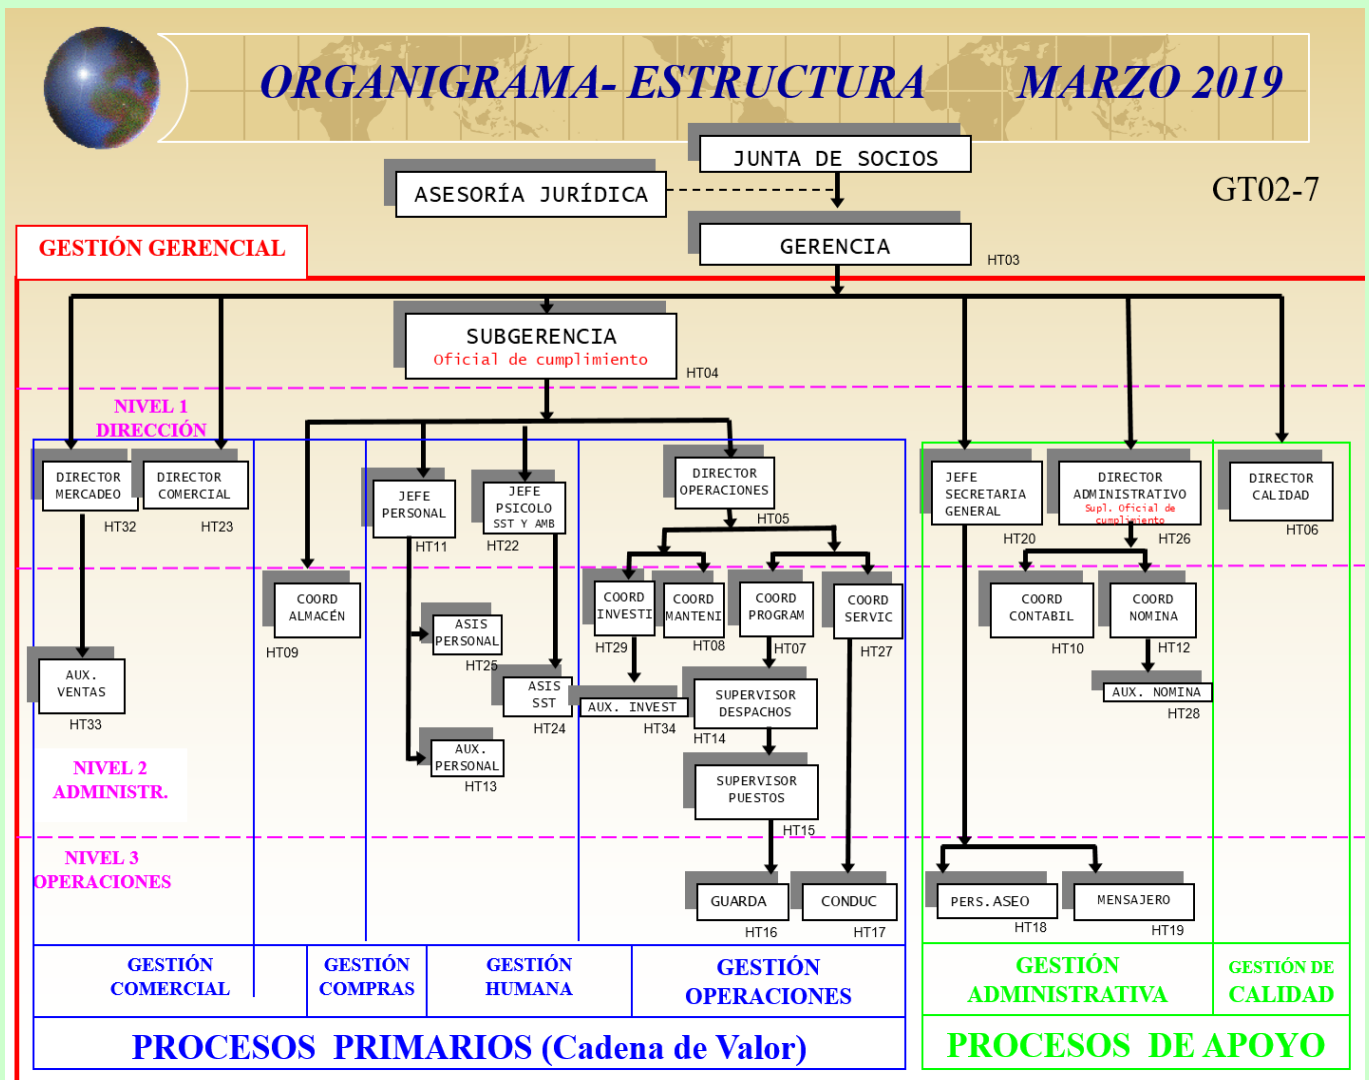 ORGANIGRAMA- ESTRUCTURA MARZO 2019
JUNTA DE SOCIOS
ASESORÍA JURÍDICA
GT02-7
GERENCIA
HT03
GESTIÓN GERENCIAL
SUBGERENCIA
Oficial de cumplimiento
HT04
NIVEL 1
DIRECCIÓN
DIRECTOR
MERCADEO
HT32
DIRECTOR
COMERCIAL
HT23
JEFE
PERSONAL
HT11
JEFE
PSICOLO
SST Y AMB
HT22
DIRECTOR
OPERACIONES
HT05
JEFE
SECRETARIA
GENERAL
HT20
DIRECTOR
ADMINISTRATIVO
Supl. Oficial de
cumplimiento
HT26
DIRECTOR
CALIDAD
HT06
COORD
ALMACÉN
HT09
COORD
INVESTI
HT29
COORD
MANTENI
HT08
COORD
PROGRAM
HT07
COORD
SERVIC
HT27
COORD
CONTABIL
HT10
COORD
NOMINA
HT12
ASIS
PERSONAL
HT25
AUX.
VENTAS
HT33
ASIS
SST
HT24
AUX. INVEST
HT34
SUPERVISOR
DESPACHOS
HT14
AUX. NOMINA
HT28
AUX.
PERSONAL
HT13
SUPERVISOR
PUESTOS
HT15
NIVEL 2
ADMINISTR.
NIVEL 3
OPERACIONES
GUARDA
HT16
CONDUC
HT17
PERS.ASEO
HT18
MENSAJERO
HT19
GESTIÓN
COMERCIAL
GESTIÓN
COMPRAS
GESTIÓN
HUMANA
GESTIÓN
OPERACIONES
GESTIÓN
ADMINISTRATIVA
GESTIÓN DE
CALIDAD
PROCESOS PRIMARIOS (Cadena de Valor)
PROCESOS DE APOYO